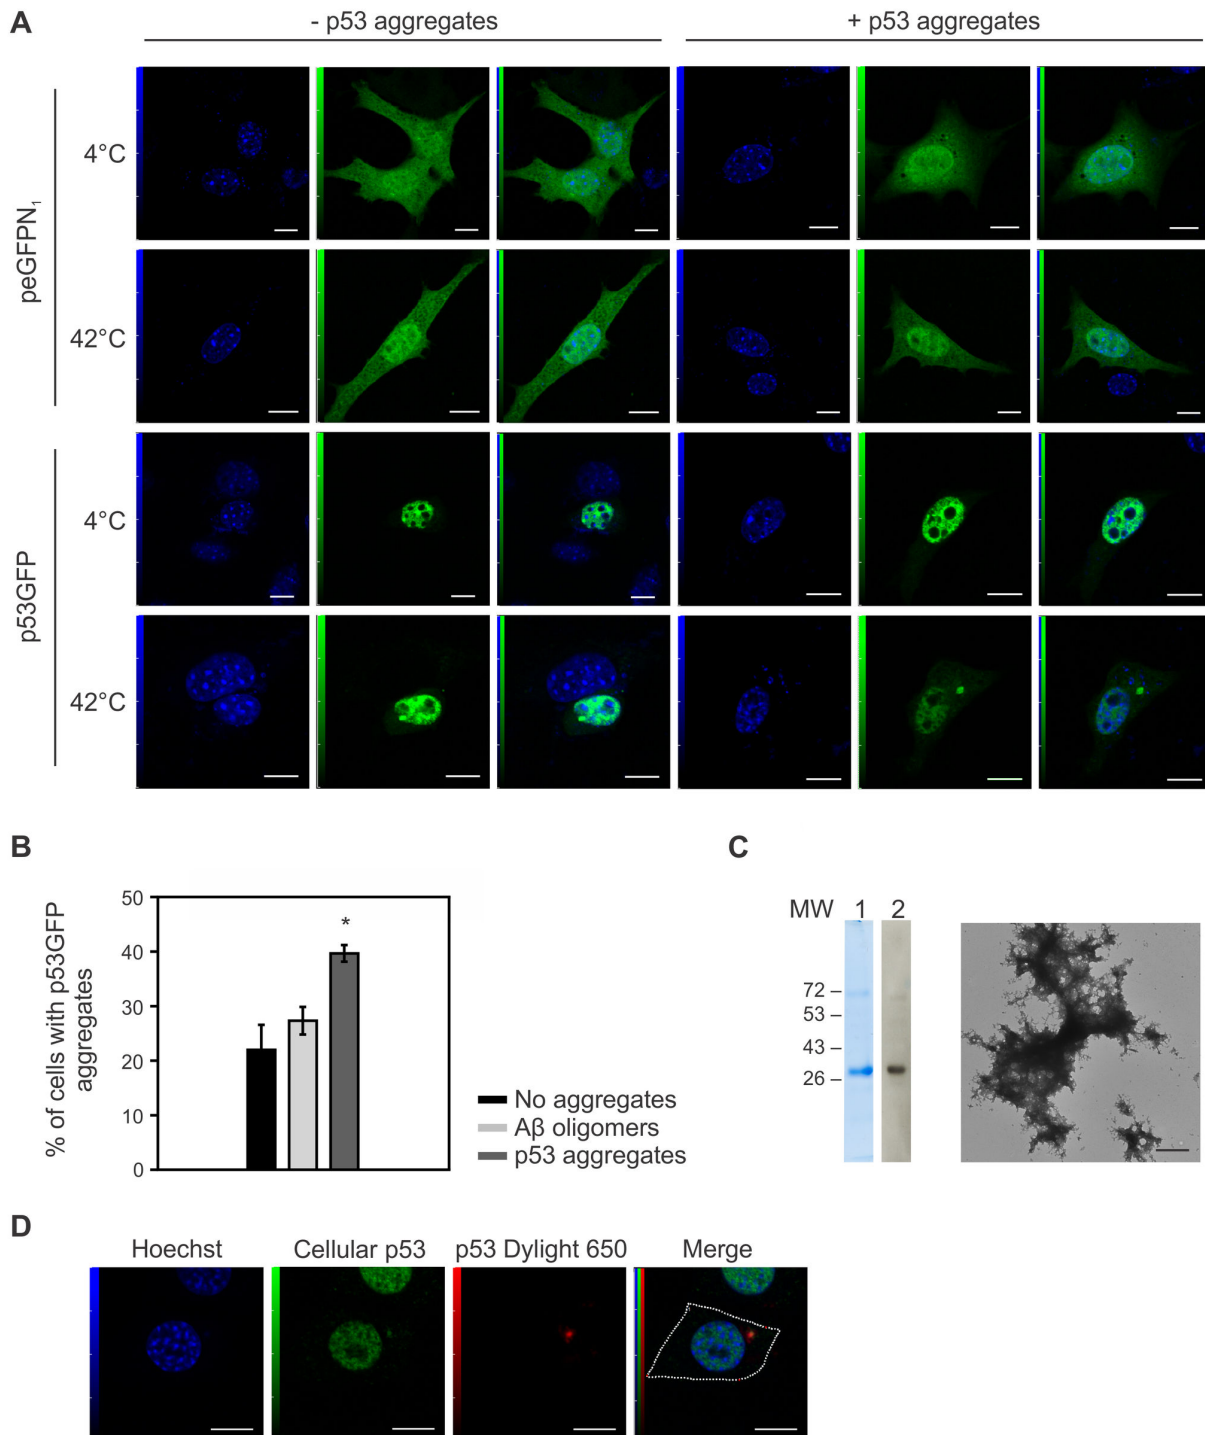 A
- p53 aggregates
+ p53 aggregates
peGFPN₁
4°C
42°C
p53GFP
4°C
42°C
B
% of cells with p53GFP
aggregates
50
40
30
20
10
0
*
No aggregates
Aβ oligomers
p53 aggregates
C
MW 1 2
72
53
43
26
D
Hoechst
Cellular p53
p53 Dylight 650
Merge